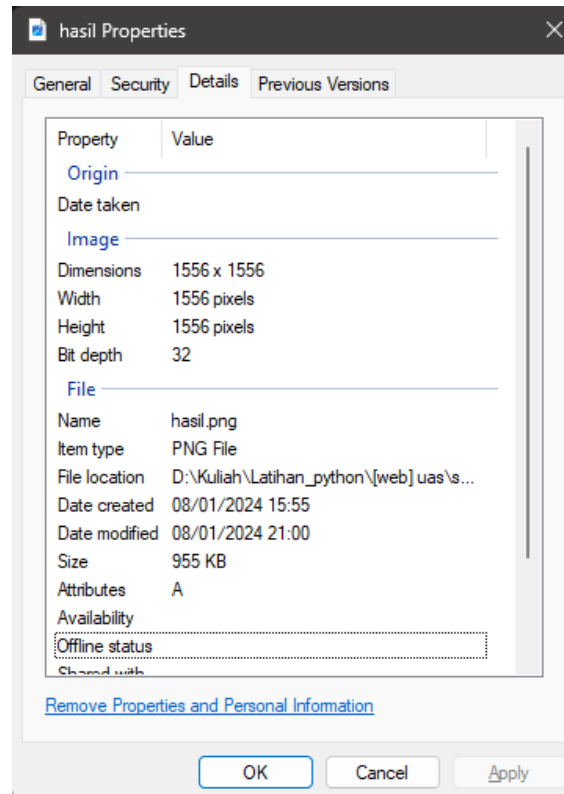 hasil Properties
General Security Details Previous Versions
Property Value
Origin
Date taken
Image
Dimensions 1556 x 1556
Width 1556 pixels
Height 1556 pixels
Bit depth 32
File
Name hasil.png
Item type PNG File
File location D:\Kuliah\Latihan_python\[web] uas\s...
Date created 08/01/2024 15:55
Date modified 08/01/2024 21:00
Size 955 KB
Attributes A
Availability
Offline status
Shared with
Remove Properties and Personal Information
OK Cancel Apply